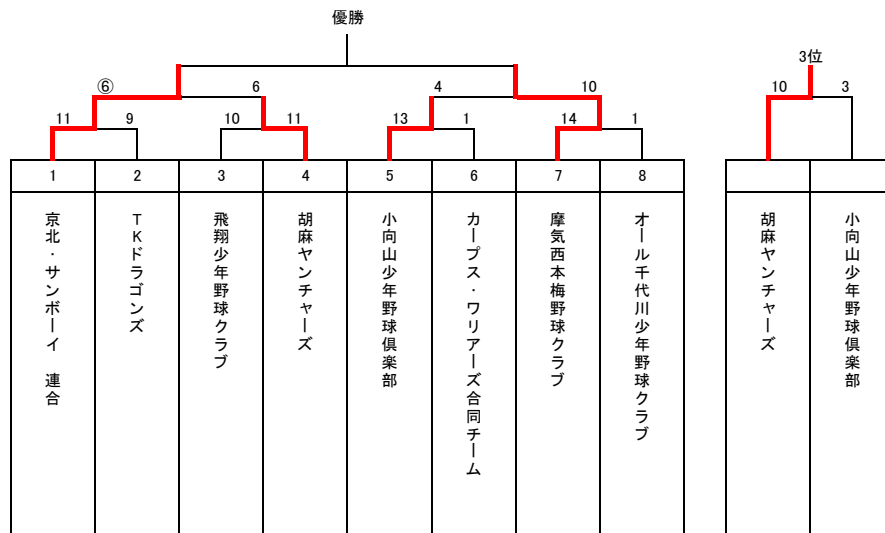 優勝
3位
⑥ 6 4 10 10 3
11 9 10 11 13 1 14 1
1 2 3 4 5 6 7 8
京北・サンボーイ 連合
TKドラゴンズ
飛翔少年野球クラブ
胡麻ヤンチャーズ
小向山少年野球倶楽部
カープス・ワリアーズ合同チーム
摩気西本梅野球クラブ
オール千代川少年野球クラブ
胡麻ヤンチャーズ
小向山少年野球倶楽部